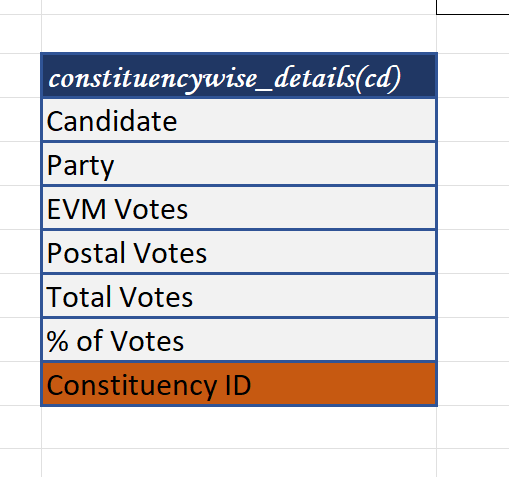 constituencywise_details(cd)
Candidate
Party
EVM Votes
Postal Votes
Total Votes
% of Votes
Constituency ID